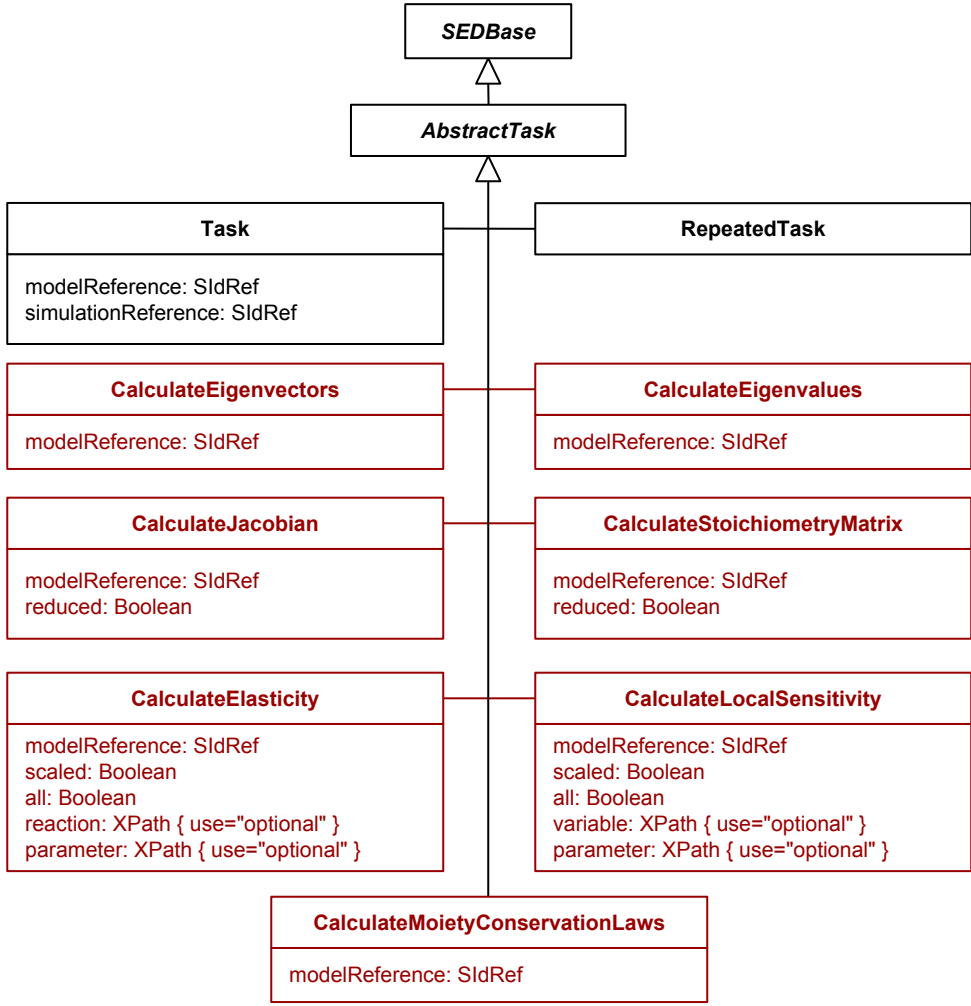 SEDBase
AbstractTask
Task
modelReference: SIdRef
simulationReference: SIdRef
RepeatedTask
CalculateEigenvectors
modelReference: SIdRef
CalculateEigenvalues
modelReference: SIdRef
CalculateJacobian
modelReference: SIdRef
reduced: Boolean
CalculateStoichiometryMatrix
modelReference: SIdRef
reduced: Boolean
CalculateElasticity
modelReference: SIdRef
scaled: Boolean
all: Boolean
reaction: XPath { use="optional" }
parameter: XPath { use="optional" }
CalculateLocalSensitivity
modelReference: SIdRef
scaled: Boolean
all: Boolean
variable: XPath { use="optional" }
parameter: XPath { use="optional" }
CalculateMoietyConservationLaws
modelReference: SIdRef